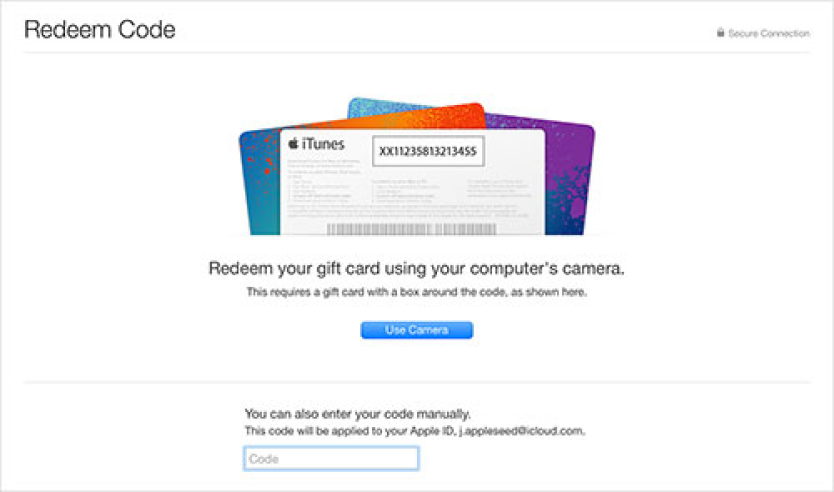 Redeem Code
Secure Connection
iTunes
XX11235813213455
Redeem your gift card using your computer's camera.
This requires a gift card with a box around the code, as shown here.
Use Camera
You can also enter your code manually.
This code will be applied to your Apple ID, j.appleseed@icloud.com.
Code